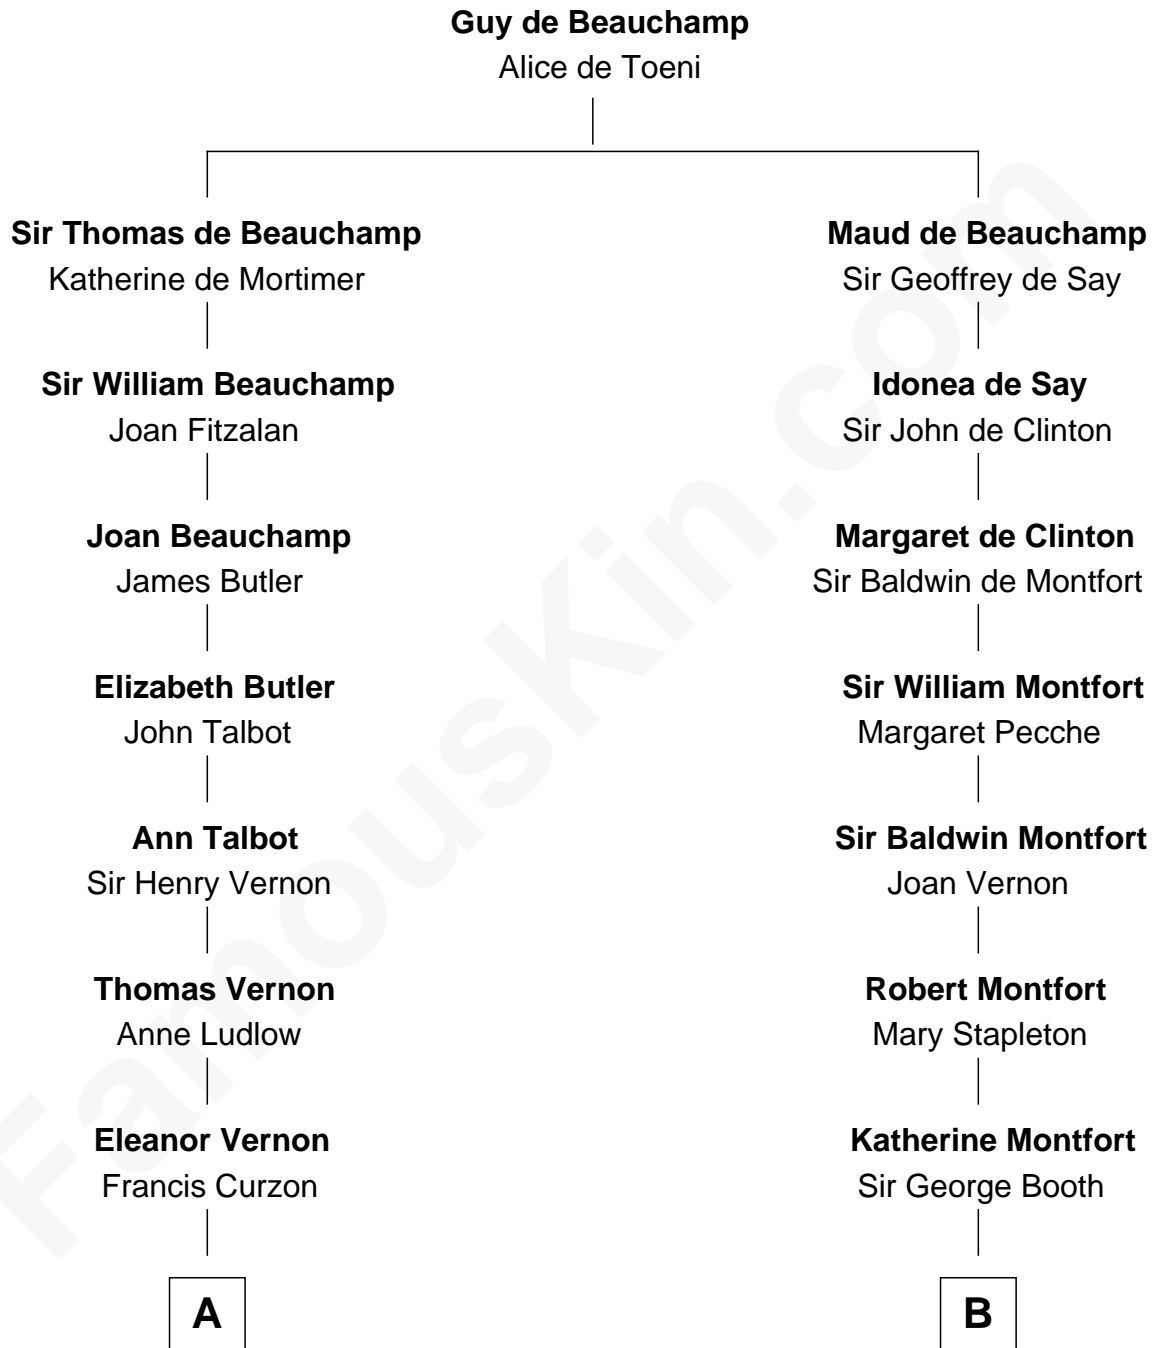 Guy de Beauchamp
Alice de Toeni
Sir Thomas de Beauchamp
Katherine de Mortimer
Maud de Beauchamp
Sir Geoffrey de Say
Sir William Beauchamp
Joan Fitzalan
Idonea de Say
Sir John de Clinton
Joan Beauchamp
James Butler
Margaret de Clinton
Sir Baldwin de Montfort
Elizabeth Butler
John Talbot
Sir William Montfort
Margaret Pecche
Ann Talbot
Sir Henry Vernon
Sir Baldwin Montfort
Joan Vernon
Thomas Vernon
Anne Ludlow
Robert Montfort
Mary Stapleton
Eleanor Vernon
Francis Curzon
Katherine Montfort
Sir George Booth
A
B
FamousKin.com